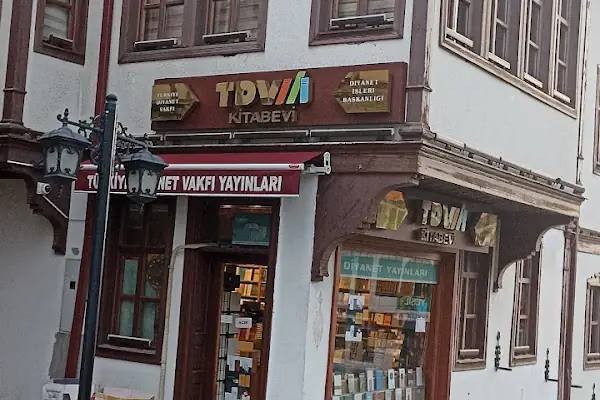 TÜRKİYE
DİYANET
VAKFI
TDV
KİTABEVİ
DİYANET
İŞLERİ
BAŞKANLIĞI
TÜRKİYE DİYANET VAKFI YAYINLARI
TDV
KİTABEVİ
DİYANET YAYINLARI